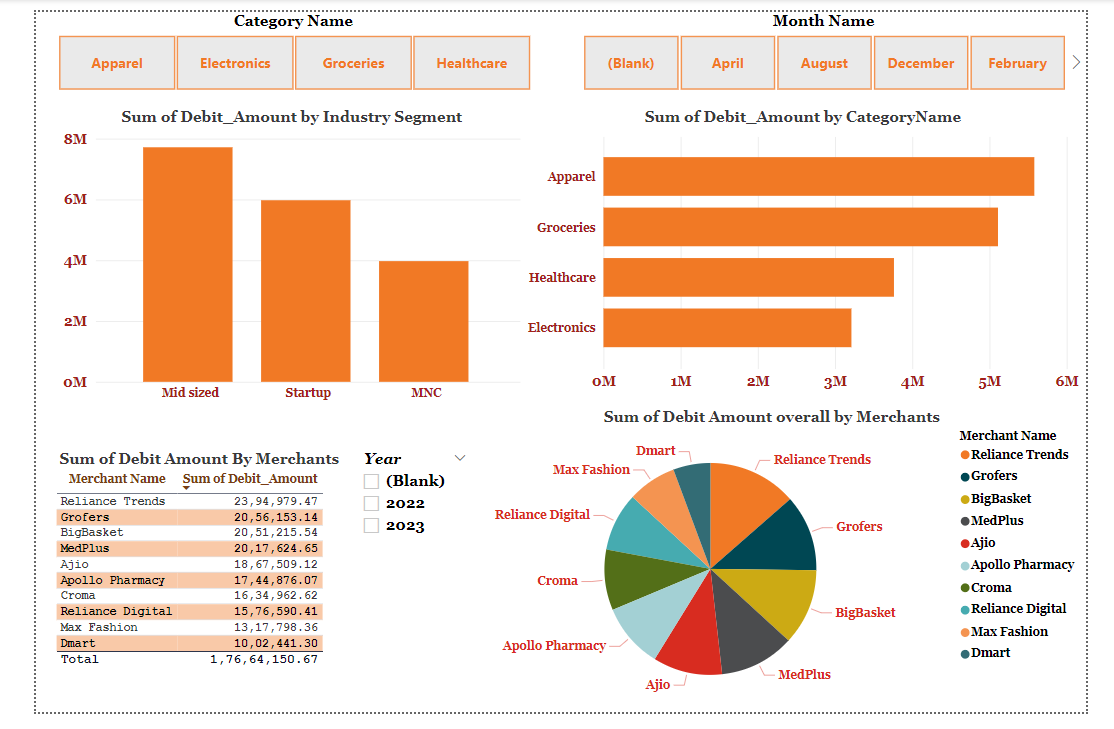 Category Name
Month Name
Apparel Electronics Groceries Healthcare
(Blank) April August December February
Sum of Debit_Amount by Industry Segment
8M
6M
4M
2M
0M
Mid sized Startup MNC
Sum of Debit_Amount by CategoryName
Apparel
Groceries
Healthcare
Electronics
0M 1M 2M 3M 4M 5M 6M
Sum of Debit Amount By Merchants
Merchant Name Sum of Debit_Amount
Reliance Trends 23,94,979.47
Grofers 20,56,153.14
BigBasket 20,51,215.54
MedPlus 20,17,624.65
Ajio 18,67,509.12
Apollo Pharmacy 17,44,876.07
Croma 16,34,962.62
Reliance Digital 15,76,590.41
Max Fashion 13,17,798.36
Dmart 10,02,441.30
Total 1,76,64,150.67
Year
(Blank)
2022
2023
Sum of Debit Amount overall by Merchants
Dmart
Reliance Trends
Max Fashion
Reliance Digital
Grofers
Croma
BigBasket
Apollo Pharmacy
MedPlus
Ajio
Merchant Name
Reliance Trends
Grofers
BigBasket
MedPlus
Ajio
Apollo Pharmacy
Croma
Reliance Digital
Max Fashion
Dmart